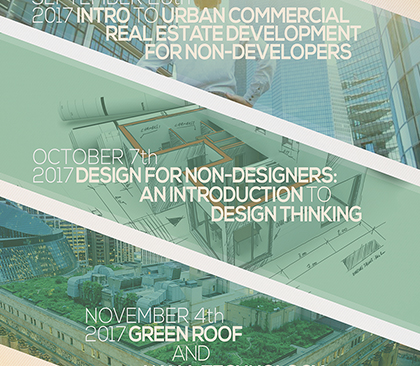 SEPTEMBER
2017 INTRO TO URBAN COMMERCIAL
REAL ESTATE DEVELOPMENT
FOR NON-DEVELOPERS
OCTOBER 7th
2017 DESIGN FOR NON-DESIGNERS:
AN INTRODUCTION TO
DESIGN THINKING
NOVEMBER 4th
2017 GREEN ROOF
AND